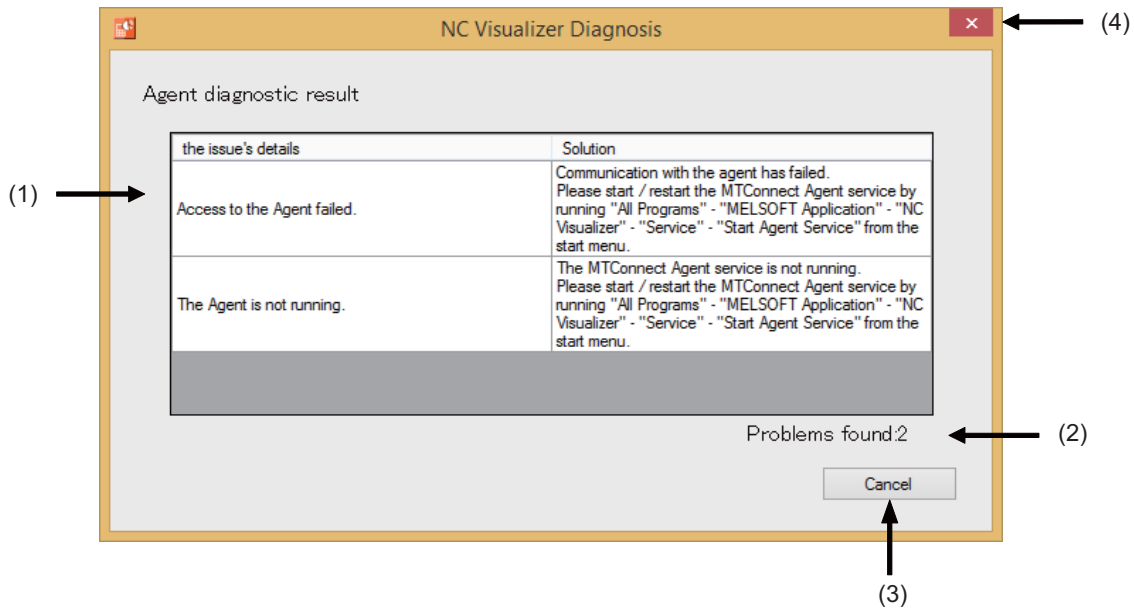 NC Visualizer Diagnosis
(4)
Agent diagnostic result
the issue's details Solution
(1)
Access to the Agent failed.
Communication with the agent has failed.
Please start / restart the MTConnect Agent service by
running "All Programs" - "MELSOFT Application" - "NC
Visualizer" - "Service" - "Start Agent Service" from the
start menu.
The Agent is not running.
The MTConnect Agent service is not running.
Please start / restart the MTConnect Agent service by
running "All Programs" - "MELSOFT Application" - "NC
Visualizer" - "Service" - "Start Agent Service" from the
start menu.
Problems found:2
(2)
Cancel
(3)